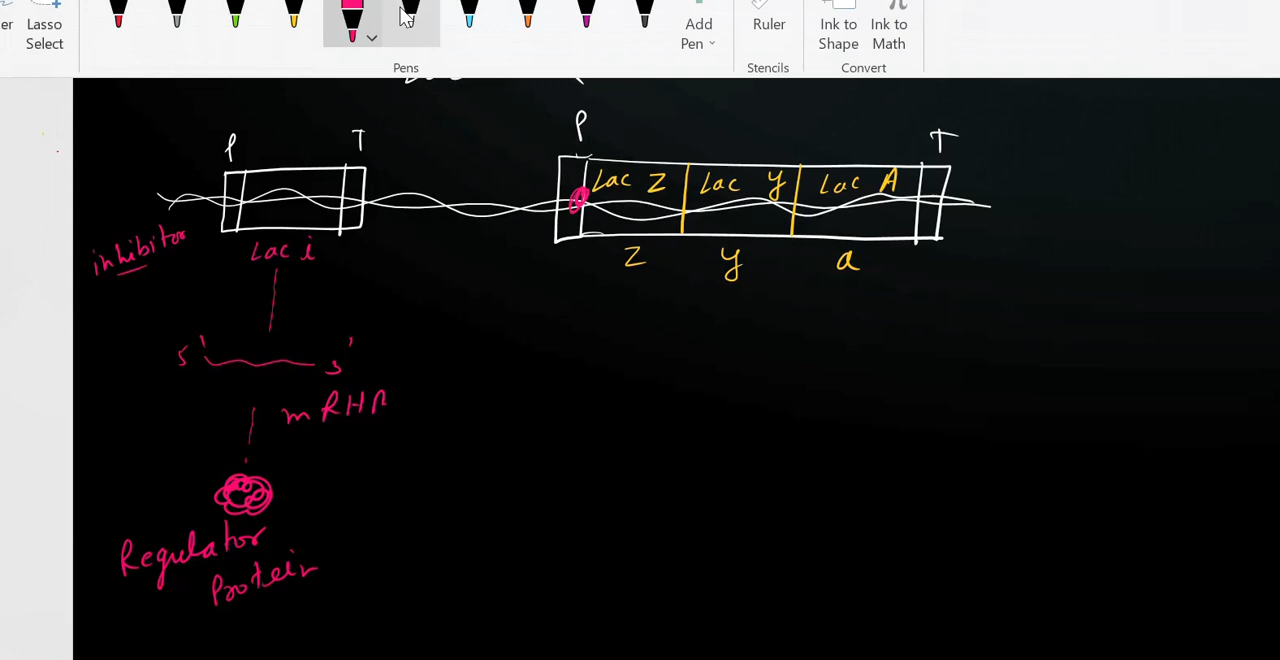 Lasso
Select
Add
Pen
Ruler
Ink to
Shape
Ink to
Math
Pens
Stencils
Convert
P
T
P
T
Lac Z
Lac y
Lac A
inhibitor
Lac i
Z
y
a
5'
3'
mRNA
Regulator
Protein